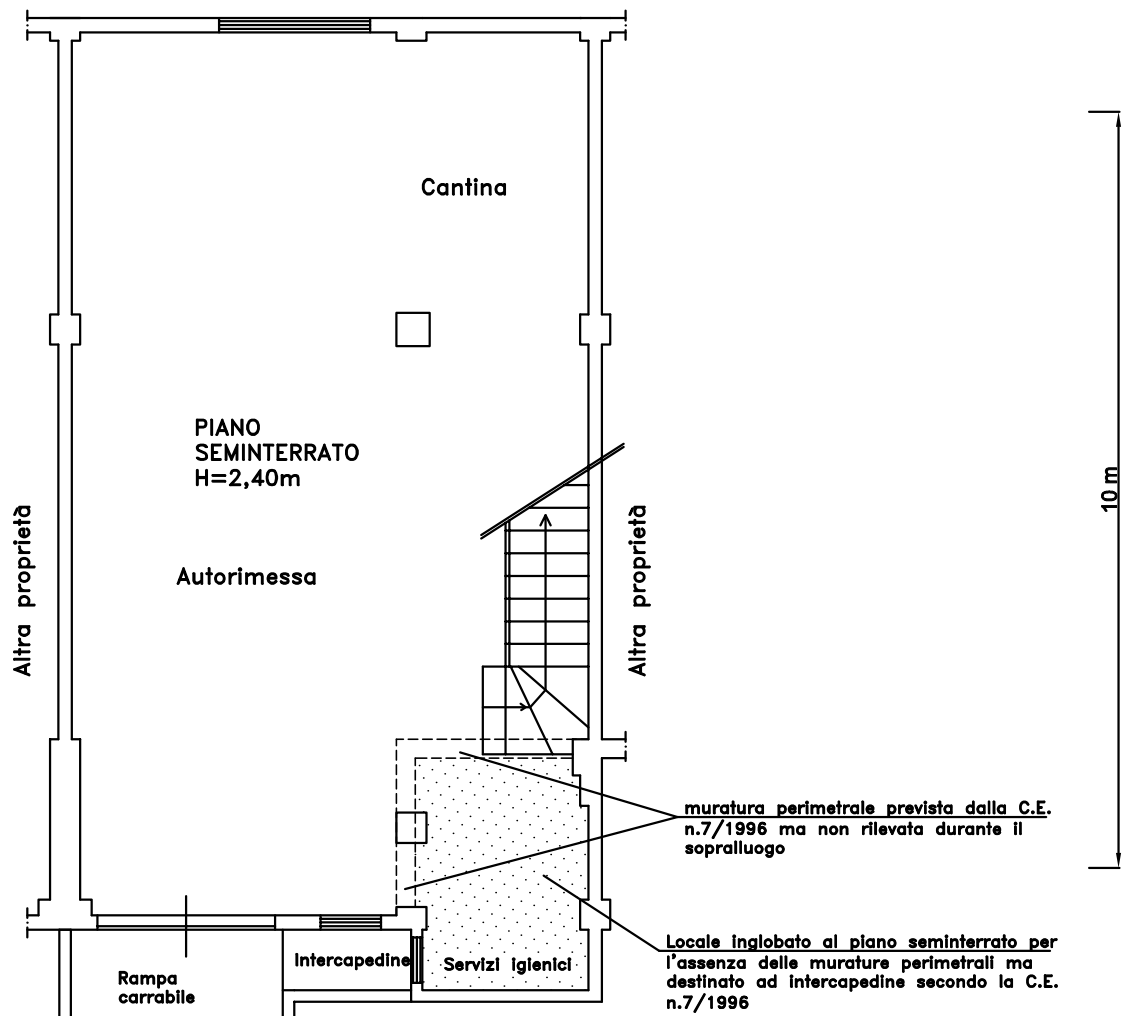 Cantina
PIANO
SEMINTERRATO
H=2,40m
10 m
Altra proprietà
Altra proprietà
Autorimessa
muratura perimetrale prevista dalla C.E.
n.7/1996 ma non rilevata durante il
sopralluogo
Locale inglobato al piano seminterrato per
l'assenza delle murature perimetrali ma
destinato ad intercapedine secondo la C.E.
n.7/1996
Intercapedine
Servizi igienici
Rampa
carrabile